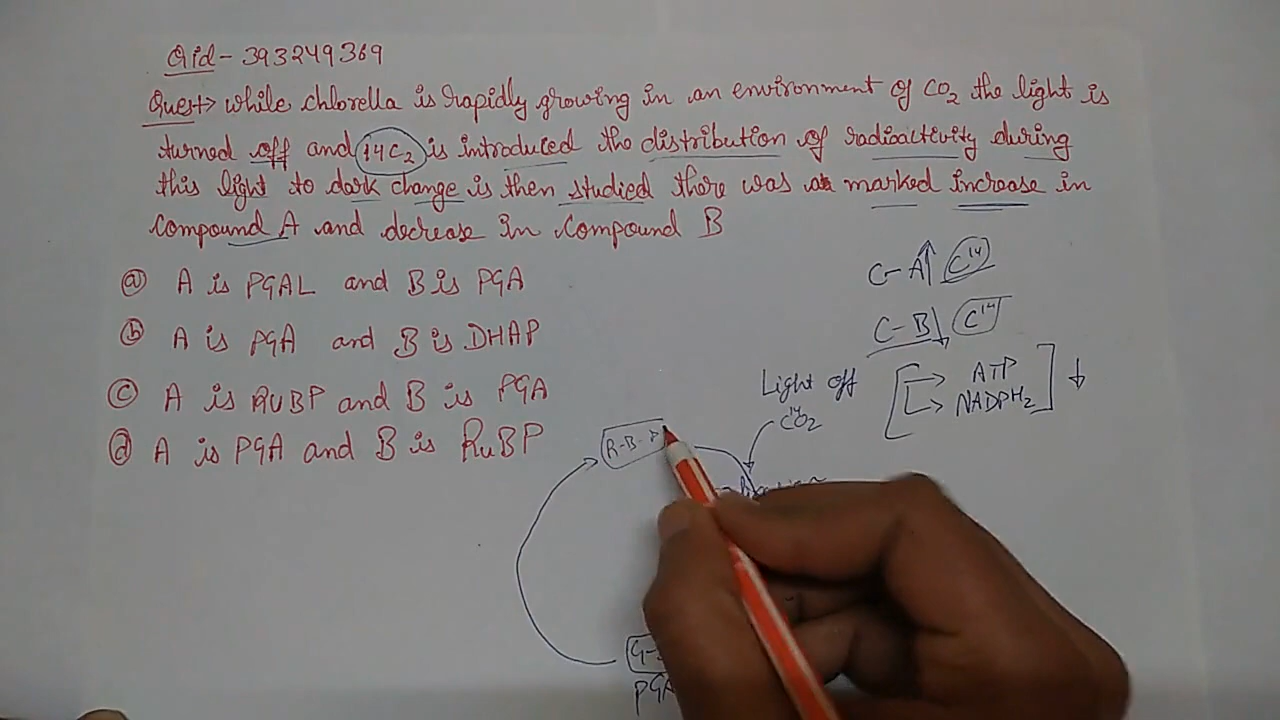 Qid - 393249369
Quest> while chlorella is rapidly growing in an environment of CO2 the light is
turned off and 14C2 is introduced the distribution of radioactivity during
this light to dark change is then studied there was a marked increase in
compound A and decrease in compound B
ⓐ A is PGAL and B is PGA
ⓑ A is PGA and B is DHAP
ⓒ A is RUBP and B is PGA
ⓓ A is PGA and B is RuBP
C-A↑ C14
C-B↓ C14
Light off
ATP
NADPH2
↓
14CO2
R-B-P
PGA